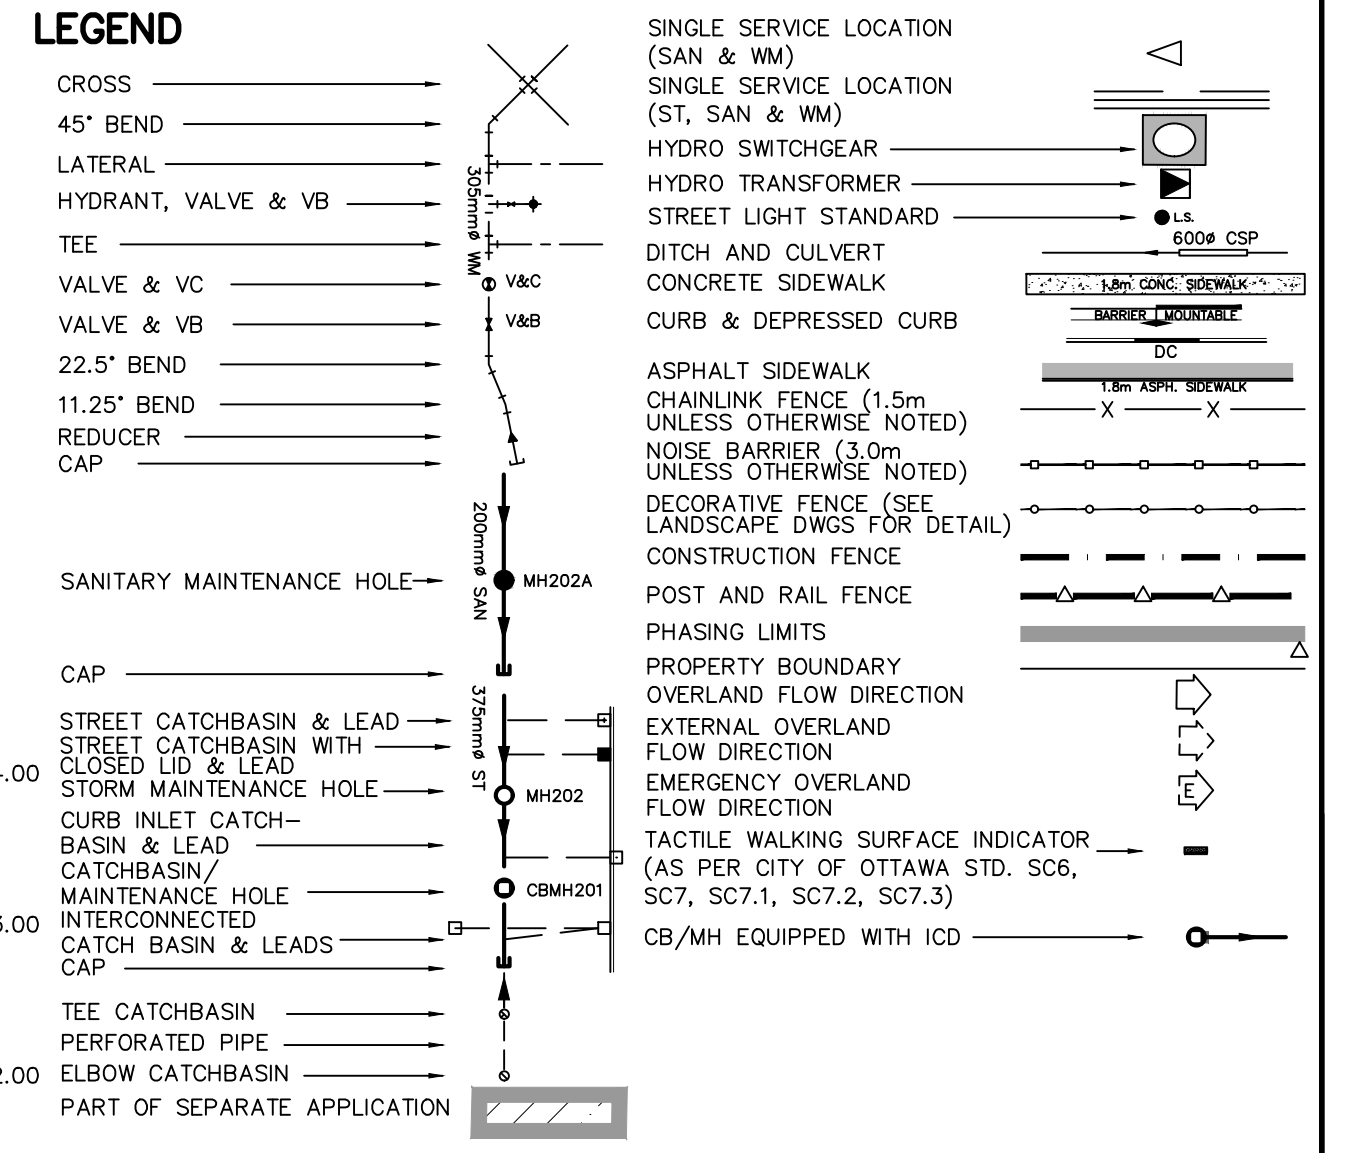 LEGEND
CROSS
45° BEND
LATERAL
HYDRANT, VALVE & VB
TEE
VALVE & VC
VALVE & VB
22.5° BEND
11.25° BEND
REDUCER
CAP
SANITARY MAINTENANCE HOLE
CAP
STREET CATCHBASIN & LEAD
STREET CATCHBASIN WITH
CLOSED LID & LEAD
STORM MAINTENANCE HOLE
CURB INLET CATCH-
BASIN & LEAD
CATCHBASIN/
MAINTENANCE HOLE
INTERCONNECTED
CATCH BASIN & LEADS
CAP
TEE CATCHBASIN
PERFORATED PIPE
ELBOW CATCHBASIN
PART OF SEPARATE APPLICATION
305mmø WM
V&C
V&B
200mmø SAN
MH202A
375mmø ST
MH202
CBMH201
SINGLE SERVICE LOCATION
(SAN & WM)
SINGLE SERVICE LOCATION
(ST, SAN & WM)
HYDRO SWITCHGEAR
HYDRO TRANSFORMER
STREET LIGHT STANDARD
L.S.
DITCH AND CULVERT
600ø CSP
CONCRETE SIDEWALK
1.8m CONC. SIDEWALK
CURB & DEPRESSED CURB
BARRIER MOUNTABLE
DC
ASPHALT SIDEWALK
1.8m ASPH. SIDEWALK
CHAINLINK FENCE (1.5m
UNLESS OTHERWISE NOTED)
X X
NOISE BARRIER (3.0m
UNLESS OTHERWISE NOTED)
DECORATIVE FENCE (SEE
LANDSCAPE DWGS FOR DETAIL)
CONSTRUCTION FENCE
POST AND RAIL FENCE
PHASING LIMITS
PROPERTY BOUNDARY
OVERLAND FLOW DIRECTION
EXTERNAL OVERLAND
FLOW DIRECTION
EMERGENCY OVERLAND
FLOW DIRECTION
E
TACTILE WALKING SURFACE INDICATOR
(AS PER CITY OF OTTAWA STD. SC6,
SC7, SC7.1, SC7.2, SC7.3)
CB/MH EQUIPPED WITH ICD